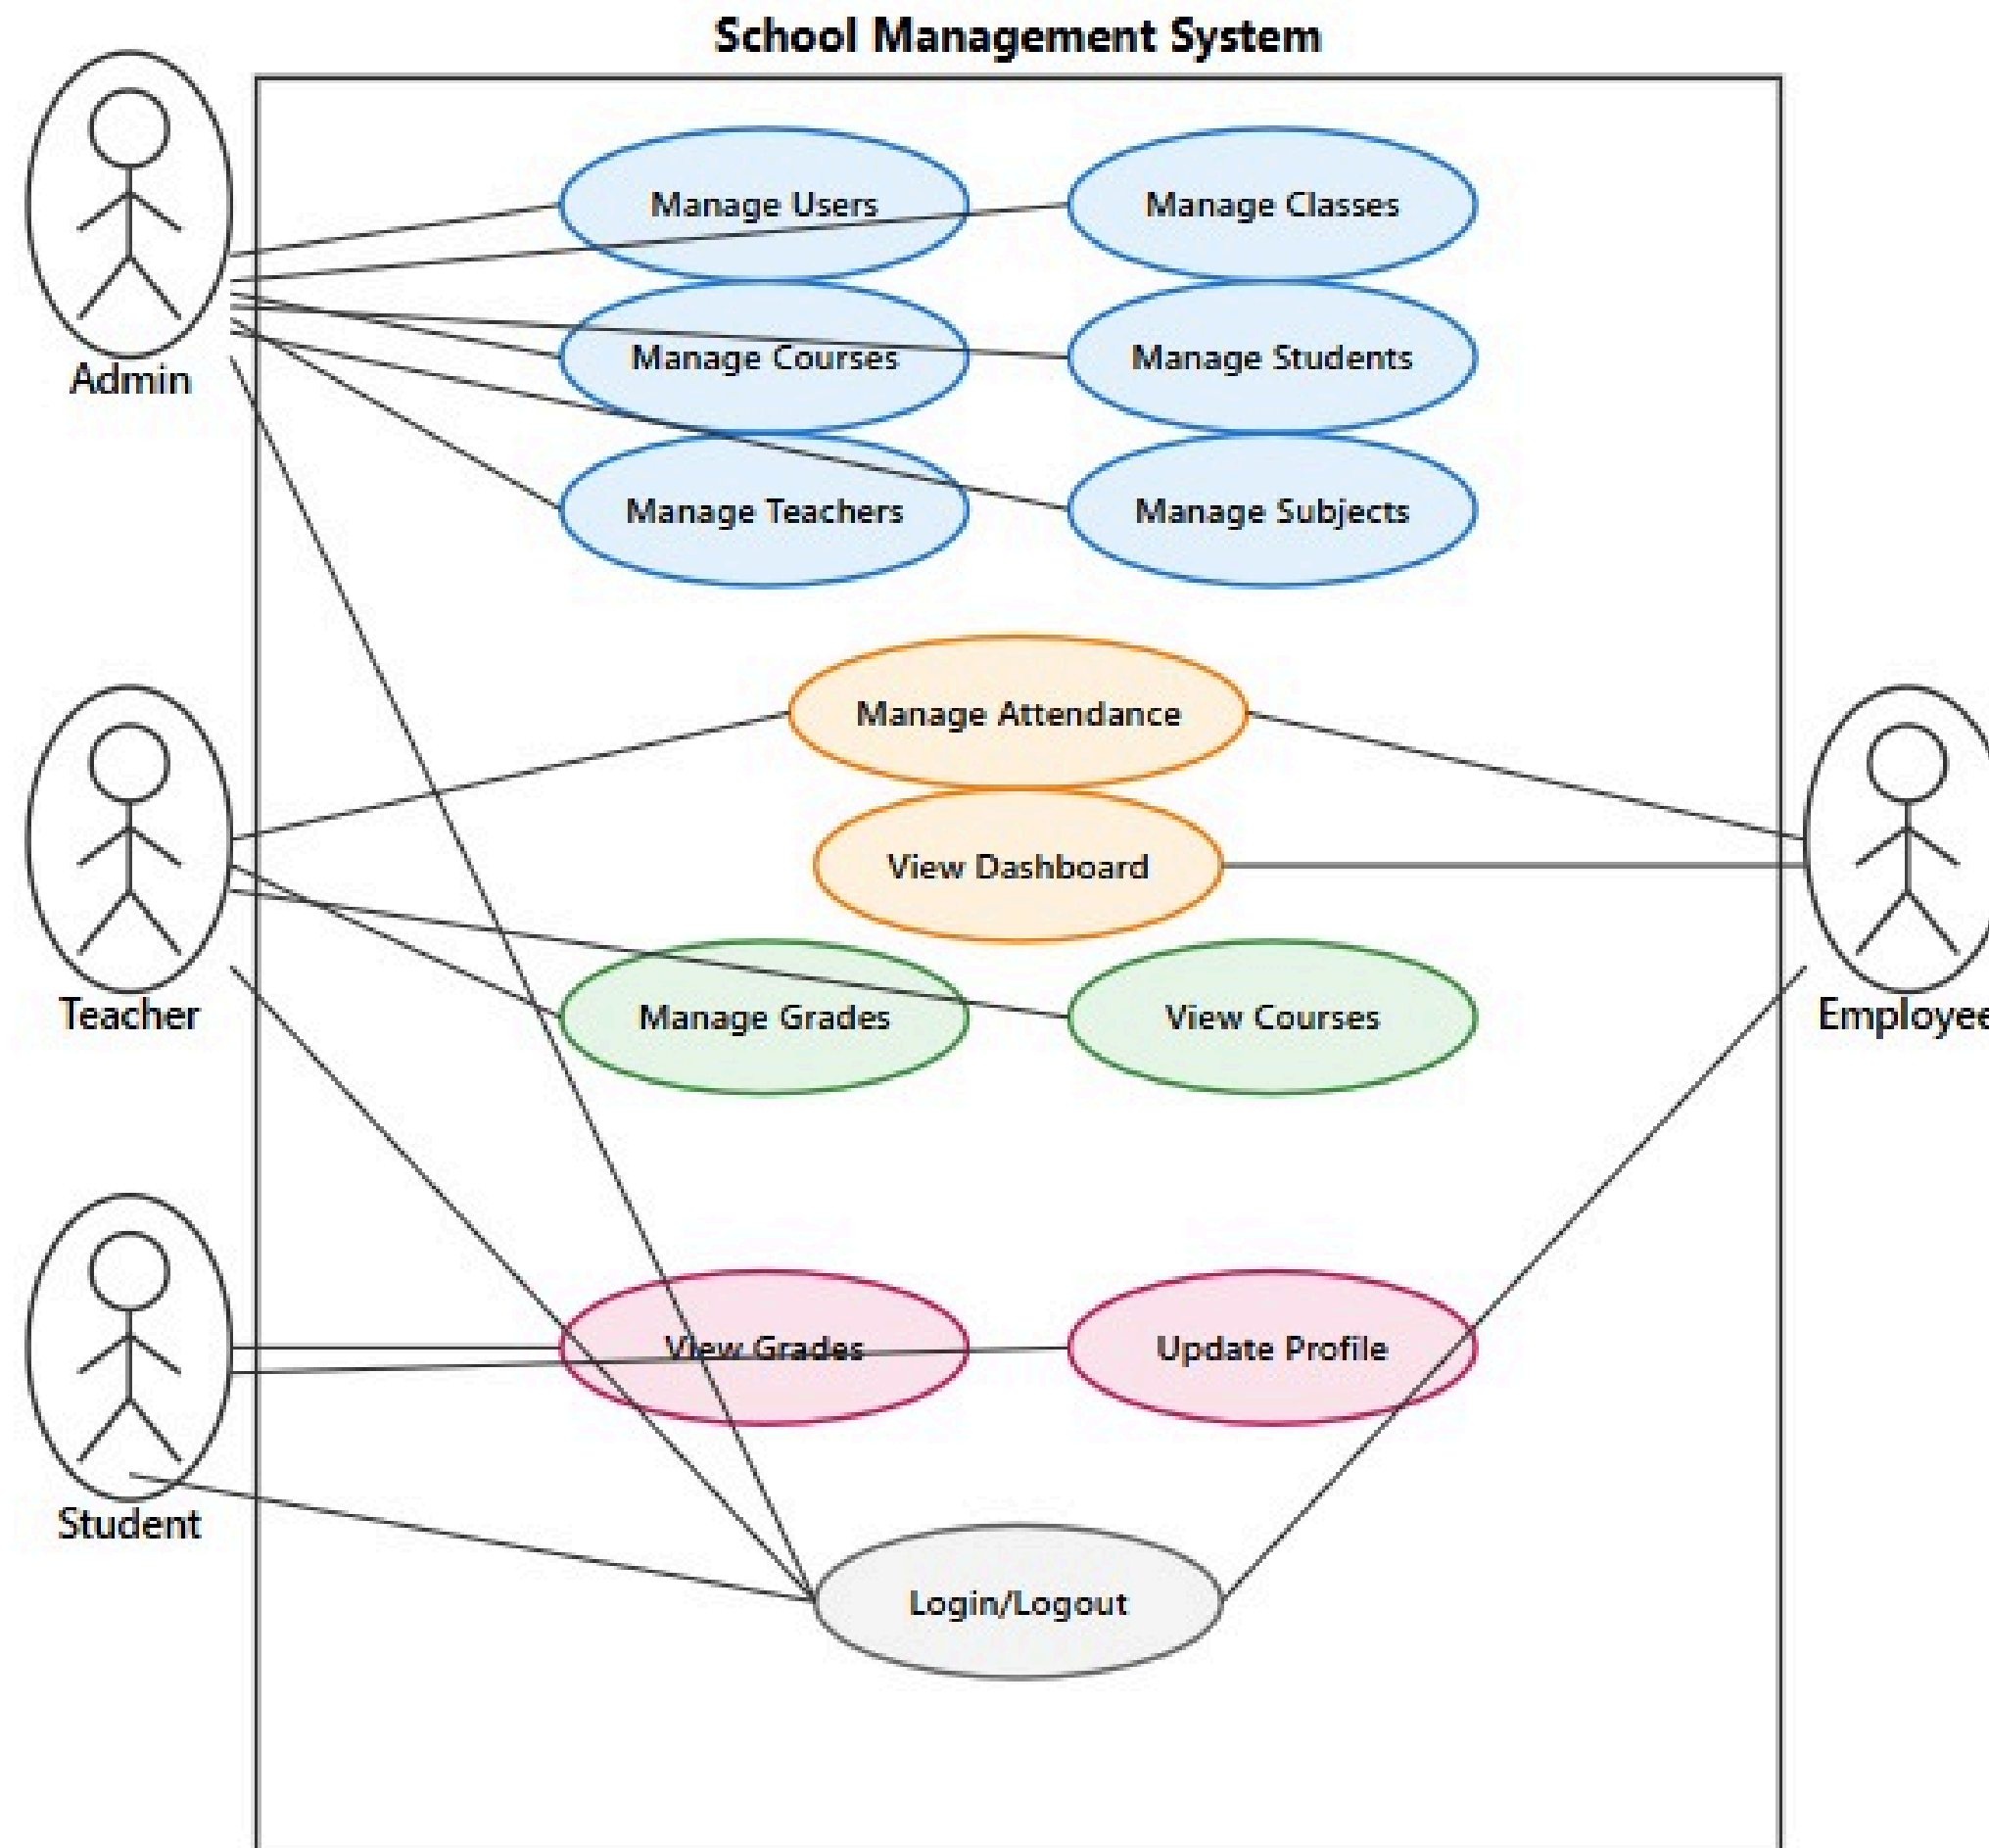 School Management System
Admin
Manage Users
Manage Classes
Manage Courses
Manage Students
Manage Teachers
Manage Subjects
Manage Attendance
View Dashboard
Teacher
Manage Grades
View Courses
Employee
Student
View Grades
Update Profile
Login/Logout